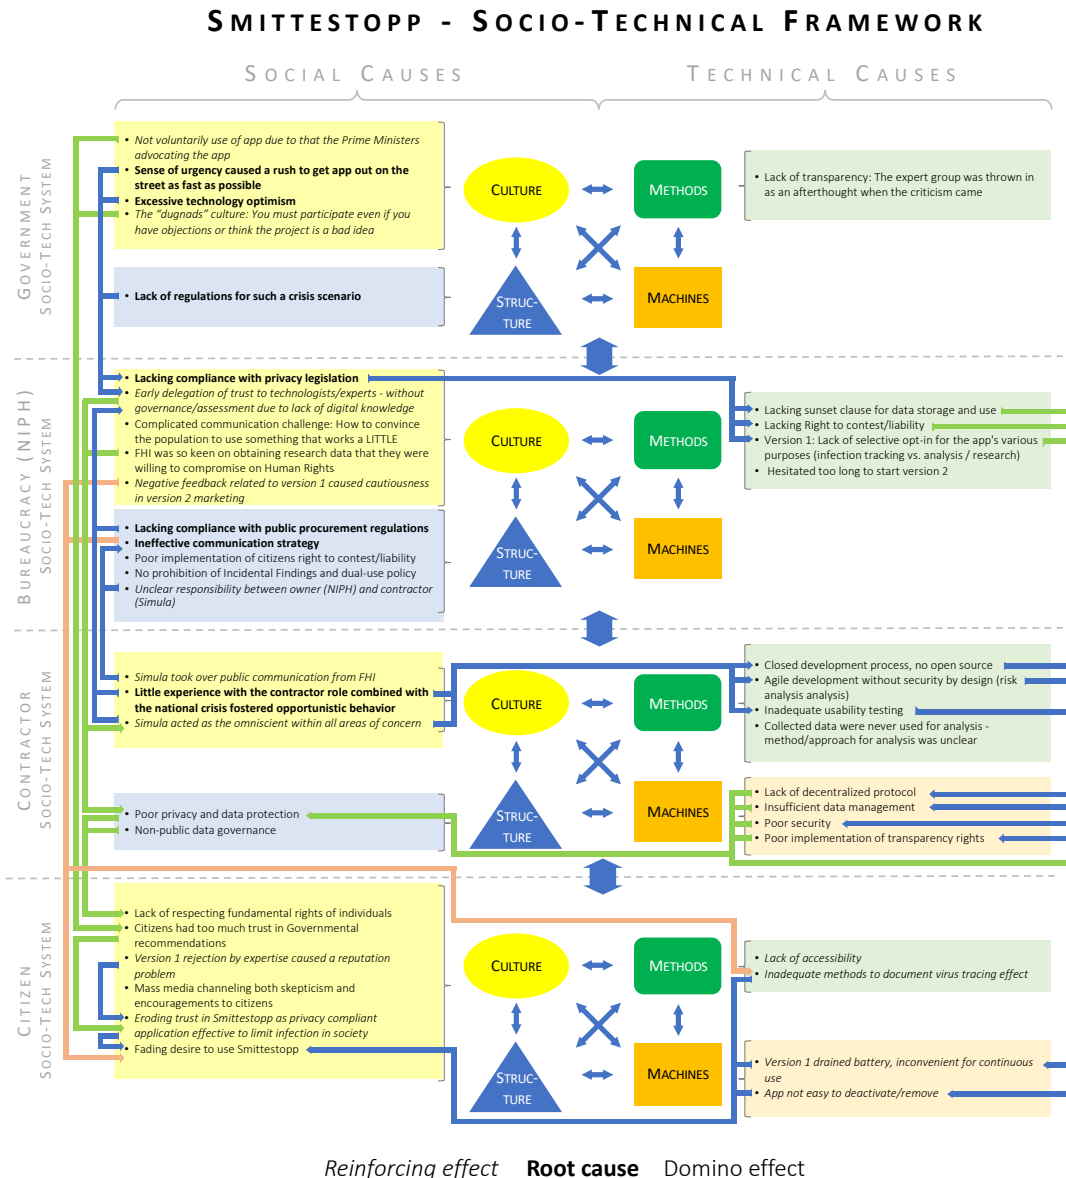 SMITTESTOPP - SOCIO-TECHNICAL FRAMEWORK
SOCIAL CAUSES
TECHNICAL CAUSES
GOVERNMENT
SOCIO-TECH SYSTEM
• Not voluntarily use of app due to that the Prime Ministers
advocating the app
• Sense of urgency caused a rush to get app out on the
street as fast as possible
• Excessive technology optimism
• The "dugnads" culture: You must participate even if you
have objections or think the project is a bad idea
• Lack of regulations for such a crisis scenario
CULTURE
METHODS
STRUC-
TURE
MACHINES
• Lack of transparency: The expert group was thrown in
as an afterthought when the criticism came
BUREAUCRACY (NIPH)
SOCIO-TECH SYSTEM
• Lacking compliance with privacy legislation
• Early delegation of trust to technologists/experts - without
governance/assessment due to lack of digital knowledge
• Complicated communication challenge: How to convince
the population to use something that works a LITTLE
• FHI was so keen on obtaining research data that they were
willing to compromise on Human Rights
• Negative feedback related to version 1 caused cautiousness
in version 2 marketing
• Lacking compliance with public procurement regulations
• Ineffective communication strategy
• Poor implementation of citizens right to contest/liability
• No prohibition of Incidental Findings and dual-use policy
• Unclear responsibility between owner (NIPH) and contractor
(Simula)
CULTURE
METHODS
STRUC-
TURE
MACHINES
• Lacking sunset clause for data storage and use
• Lacking Right to contest/liability
• Version 1: Lack of selective opt-in for the app's various
purposes (infection tracking vs. analysis / research)
• Hesitated too long to start version 2
CONTRACTOR
SOCIO-TECH SYSTEM
• Simula took over public communication from FHI
• Little experience with the contractor role combined with
the national crisis fostered opportunistic behavior
• Simula acted as the omniscient within all areas of concern
• Poor privacy and data protection
• Non-public data governance
CULTURE
METHODS
STRUC-
TURE
MACHINES
• Closed development process, no open source
• Agile development without security by design (risk
analysis analysis)
• Inadequate usability testing
• Collected data were never used for analysis -
method/approach for analysis was unclear
• Lack of decentralized protocol
• Insufficient data management
• Poor security
• Poor implementation of transparency rights
CITIZEN
SOCIO-TECH SYSTEM
• Lack of respecting fundamental rights of individuals
• Citizens had too much trust in Governmental
recommendations
• Version 1 rejection by expertise caused a reputation
problem
• Mass media channeling both skepticism and
encouragements to citizens
• Eroding trust in Smittestopp as privacy compliant
application effective to limit infection in society
• Fading desire to use Smittestopp
CULTURE
METHODS
STRUC-
TURE
MACHINES
• Lack of accessibility
• Inadequate methods to document virus tracing effect
• Version 1 drained battery, inconvenient for continuous
use
• App not easy to deactivate/remove
Reinforcing effect Root cause Domino effect